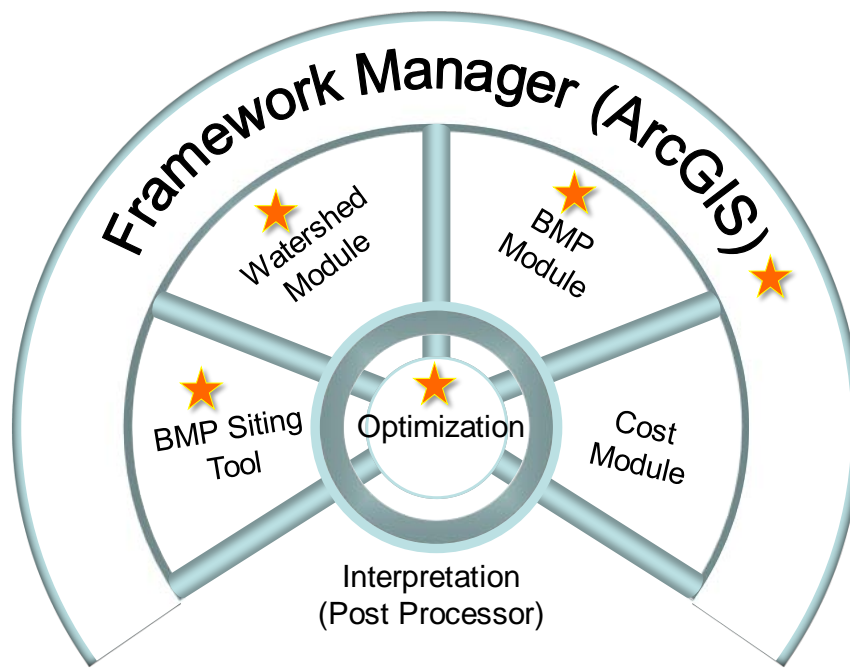 Framework Manager (ArcGIS)
Watershed
Module
BMP
Module
BMP Siting
Tool
Optimization
Cost
Module
Interpretation
(Post Processor)